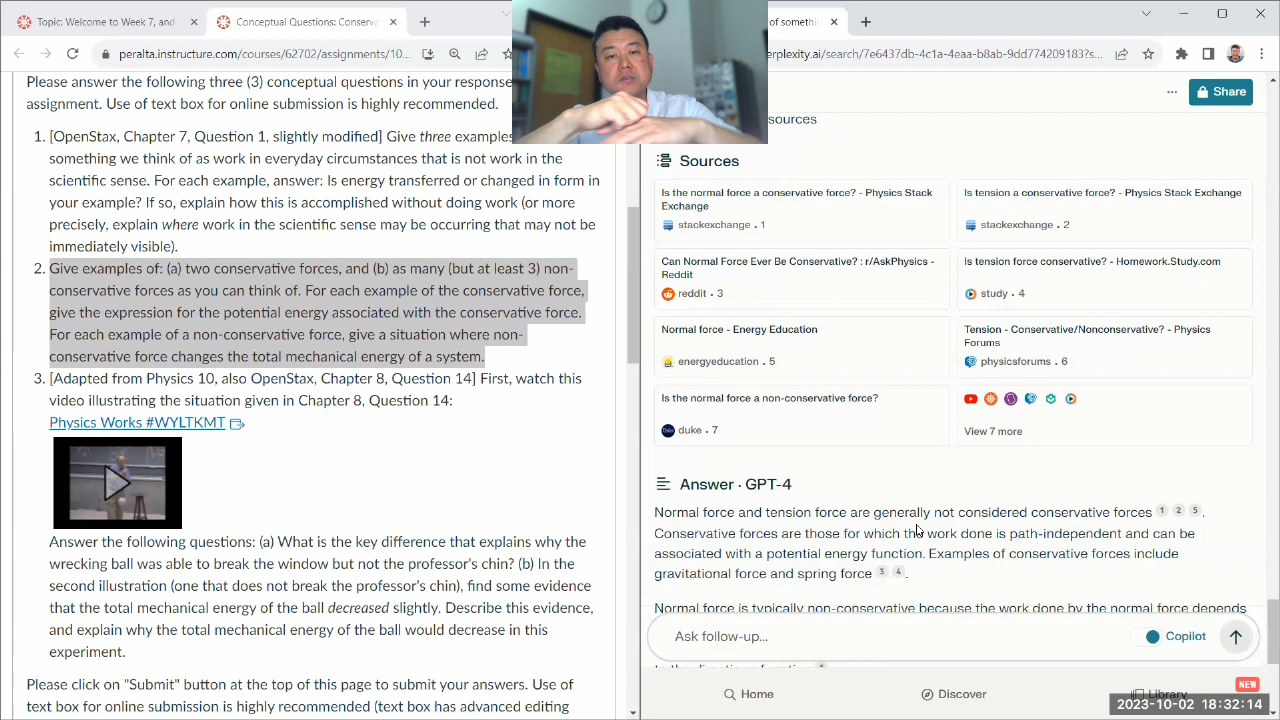 Topic: Welcome to Week 7, and
Conceptual Questions: Conserva
of somethin
peralta.instructure.com/courses/62702/assignments/10...
perplexity.ai/search/7e6437db-4c1a-4eaa-b8ab-9dd774209183?s...
Please answer the following three (3) conceptual questions in your response
assignment. Use of text box for online submission is highly recommended.
1. [OpenStax, Chapter 7, Question 1, slightly modified] Give three examples
something we think of as work in everyday circumstances that is not work in the
scientific sense. For each example, answer: Is energy transferred or changed in form in
your example? If so, explain how this is accomplished without doing work (or more
precisely, explain where work in the scientific sense may be occurring that may not be
immediately visible).
2. Give examples of: (a) two conservative forces, and (b) as many (but at least 3) non-
conservative forces as you can think of. For each example of the conservative force,
give the expression for the potential energy associated with the conservative force.
For each example of a non-conservative force, give a situation where non-
conservative force changes the total mechanical energy of a system.
3. [Adapted from Physics 10, also OpenStax, Chapter 8, Question 14] First, watch this
video illustrating the situation given in Chapter 8, Question 14:
Physics Works #WYLTKMT
Answer the following questions: (a) What is the key difference that explains why the
wrecking ball was able to break the window but not the professor's chin? (b) In the
second illustration (one that does not break the professor's chin), find some evidence
that the total mechanical energy of the ball decreased slightly. Describe this evidence,
and explain why the total mechanical energy of the ball would decrease in this
experiment.
Please click on "Submit" button at the top of this page to submit your answers. Use of
text box for online submission is highly recommended (text box has advanced editing
Share
sources
Sources
Is the normal force a conservative force? - Physics Stack
Exchange
stackexchange · 1
Is tension a conservative force? - Physics Stack Exchange
stackexchange · 2
Can Normal Force Ever Be Conservative? : r/AskPhysics -
Reddit
reddit · 3
Is tension force conservative? - Homework.Study.com
study · 4
Normal force - Energy Education
energyeducation · 5
Tension - Conservative/Nonconservative? - Physics
Forums
physicsforums · 6
Is the normal force a non-conservative force?
duke · 7
View 7 more
Answer · GPT-4
Normal force and tension force are generally not considered conservative forces 1 2 5 .
Conservative forces are those for which the work done is path-independent and can be
associated with a potential energy function. Examples of conservative forces include
gravitational force and spring force 3 4 .
Normal force is typically non-conservative because the work done by the normal force depends
Ask follow-up...
Copilot
Home
Discover
Library
NEW
2023-10-02 18:32:14